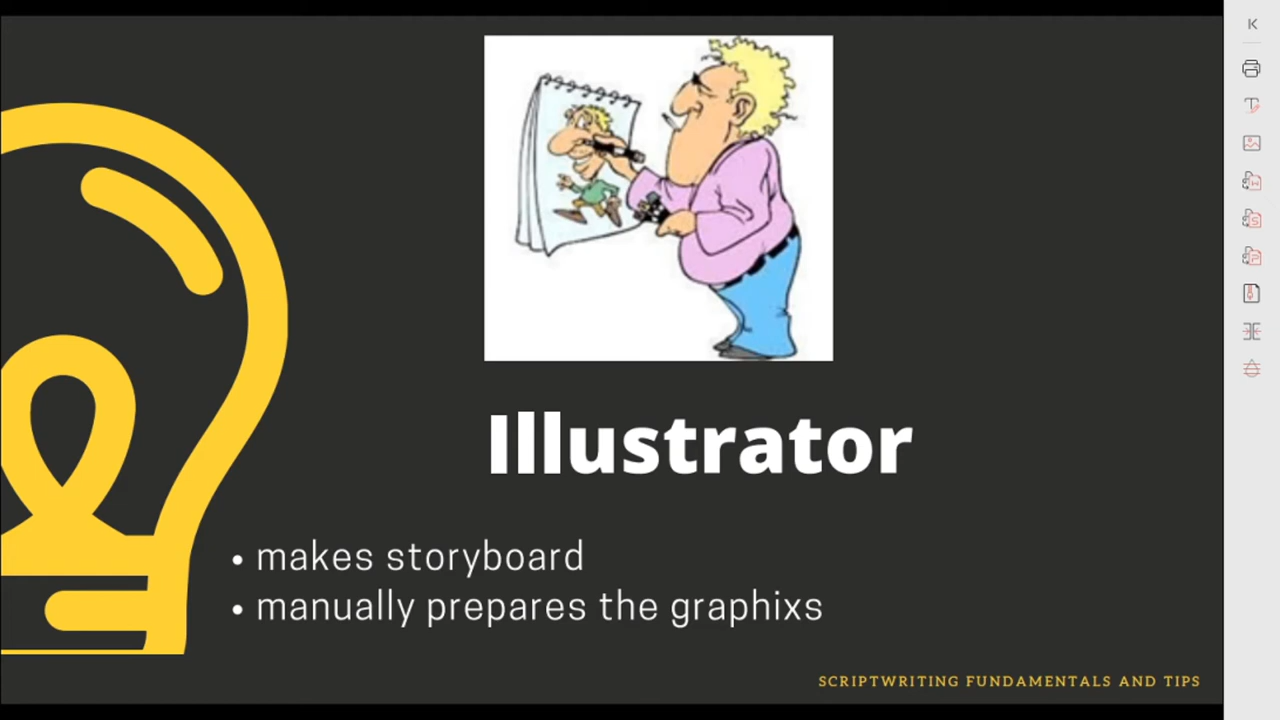 Illustrator
• makes storyboard
• manually prepares the graphixs
SCRIPTWRITING FUNDAMENTALS AND TIPS